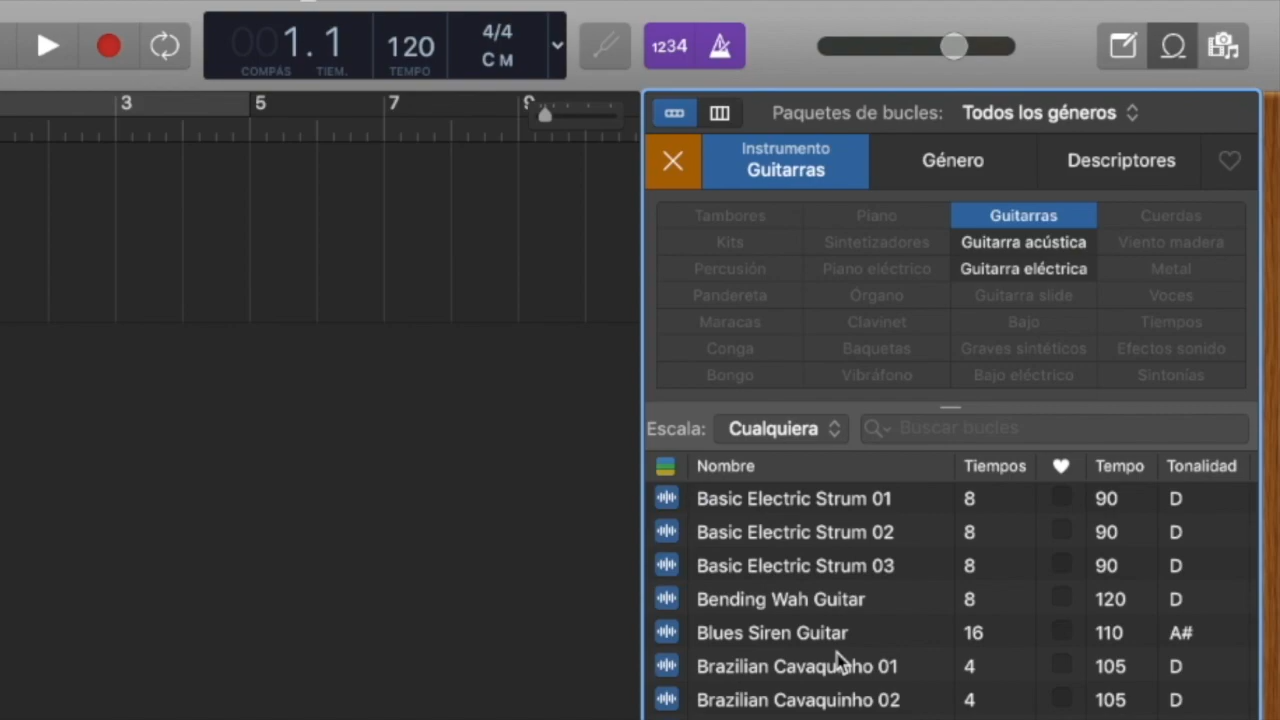 001. 1
COMPÁS TIEM.
120
TEMPO
4/4
C M
1234
3 5 7 9
Paquetes de bucles: Todos los géneros
Instrumento
Guitarras
Género
Descriptores
Tambores Piano Guitarras Cuerdas
Kits Sintetizadores Guitarra acústica Viento madera
Percusión Piano eléctrico Guitarra eléctrica Metal
Pandereta Órgano Guitarra slide Voces
Maracas Clavinet Bajo Tiempos
Conga Baquetas Graves sintéticos Efectos sonido
Bongo Vibráfono Bajo eléctrico Sintonías
Escala: Cualquiera Buscar bucles
Nombre Tiempos Tempo Tonalidad
Basic Electric Strum 01 8 90 D
Basic Electric Strum 02 8 90 D
Basic Electric Strum 03 8 90 D
Bending Wah Guitar 8 120 D
Blues Siren Guitar 16 110 A#
Brazilian Cavaquinho 01 4 105 D
Brazilian Cavaquinho 02 4 105 D